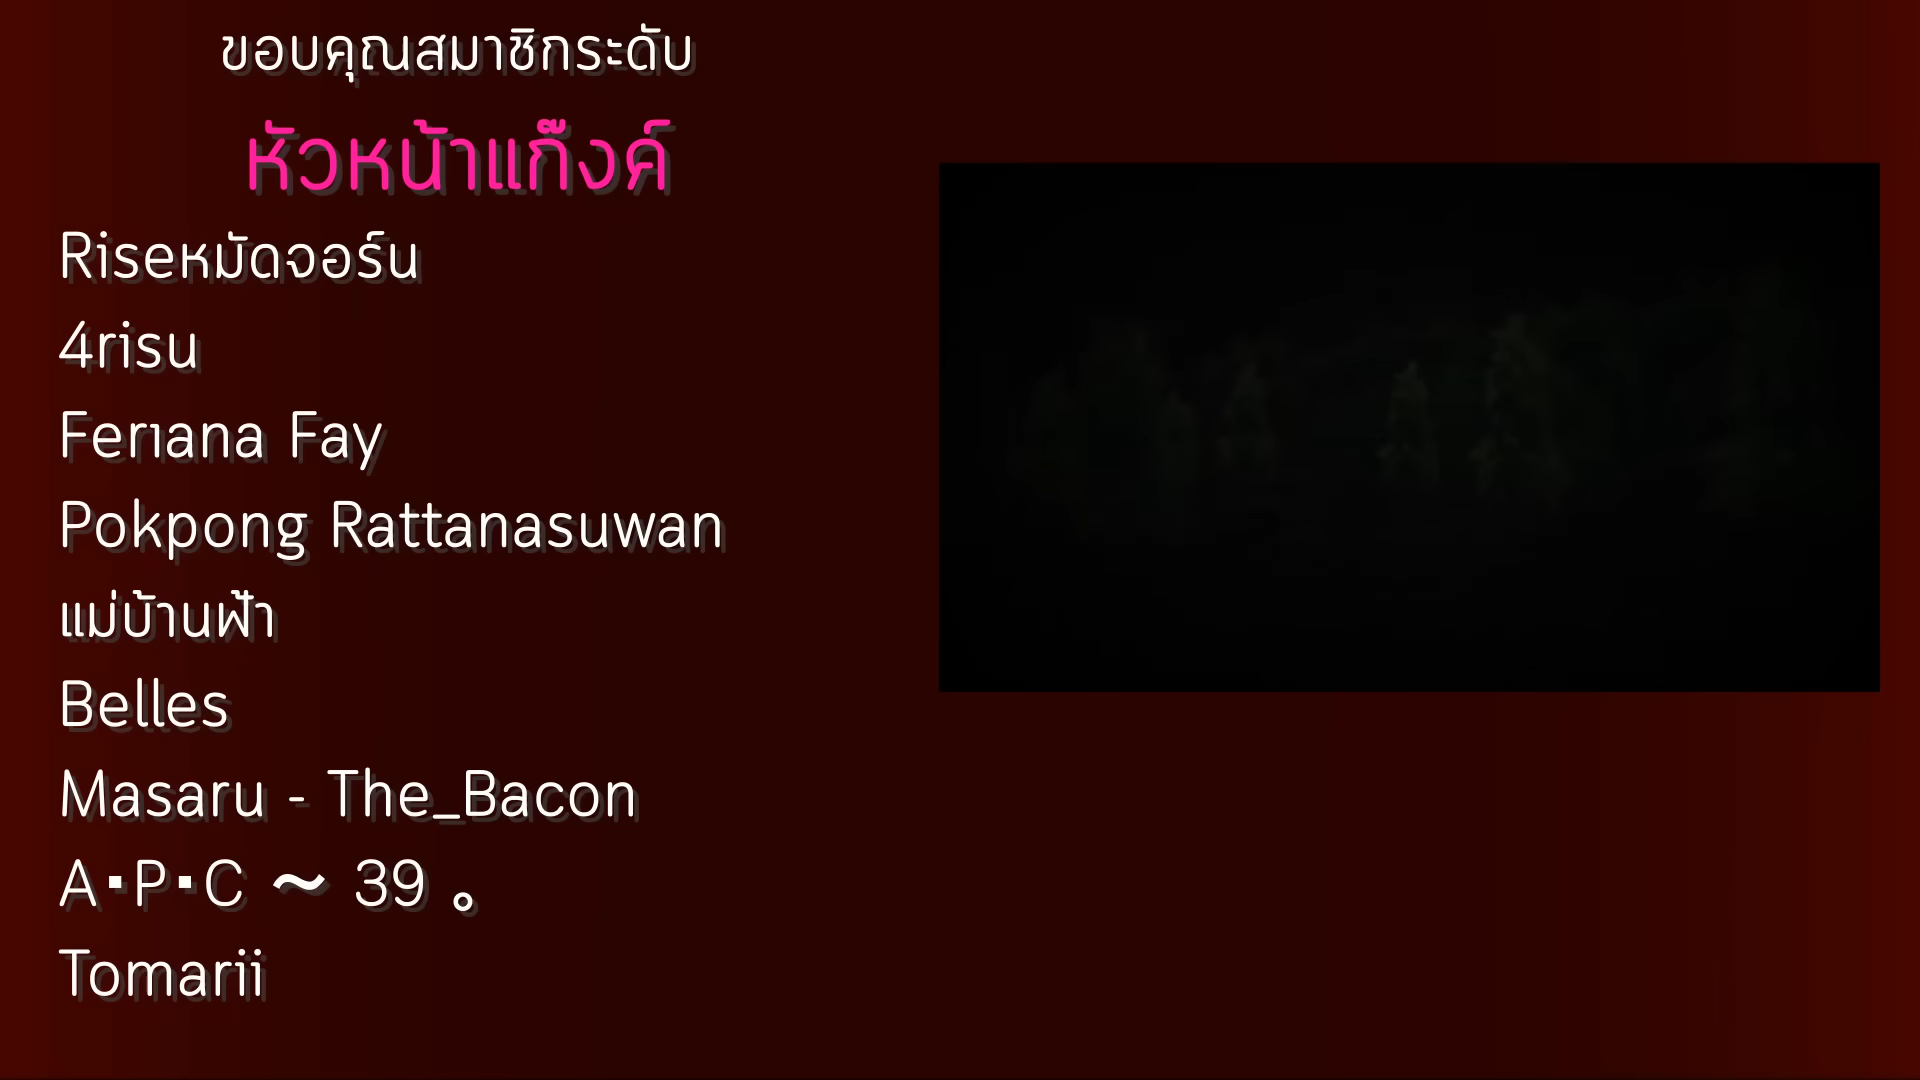 ขอบคุณสมาชิกระดับ
หัวหน้าแก๊งค์
Riseหมัดจอร์น
4risu
Ferıana Fay
Pokpong Rattanasuwan
แม่บ้านฟ้า
Belles
Masaru - The_Bacon
A▪P▪C ～ 39 。
Tomarii